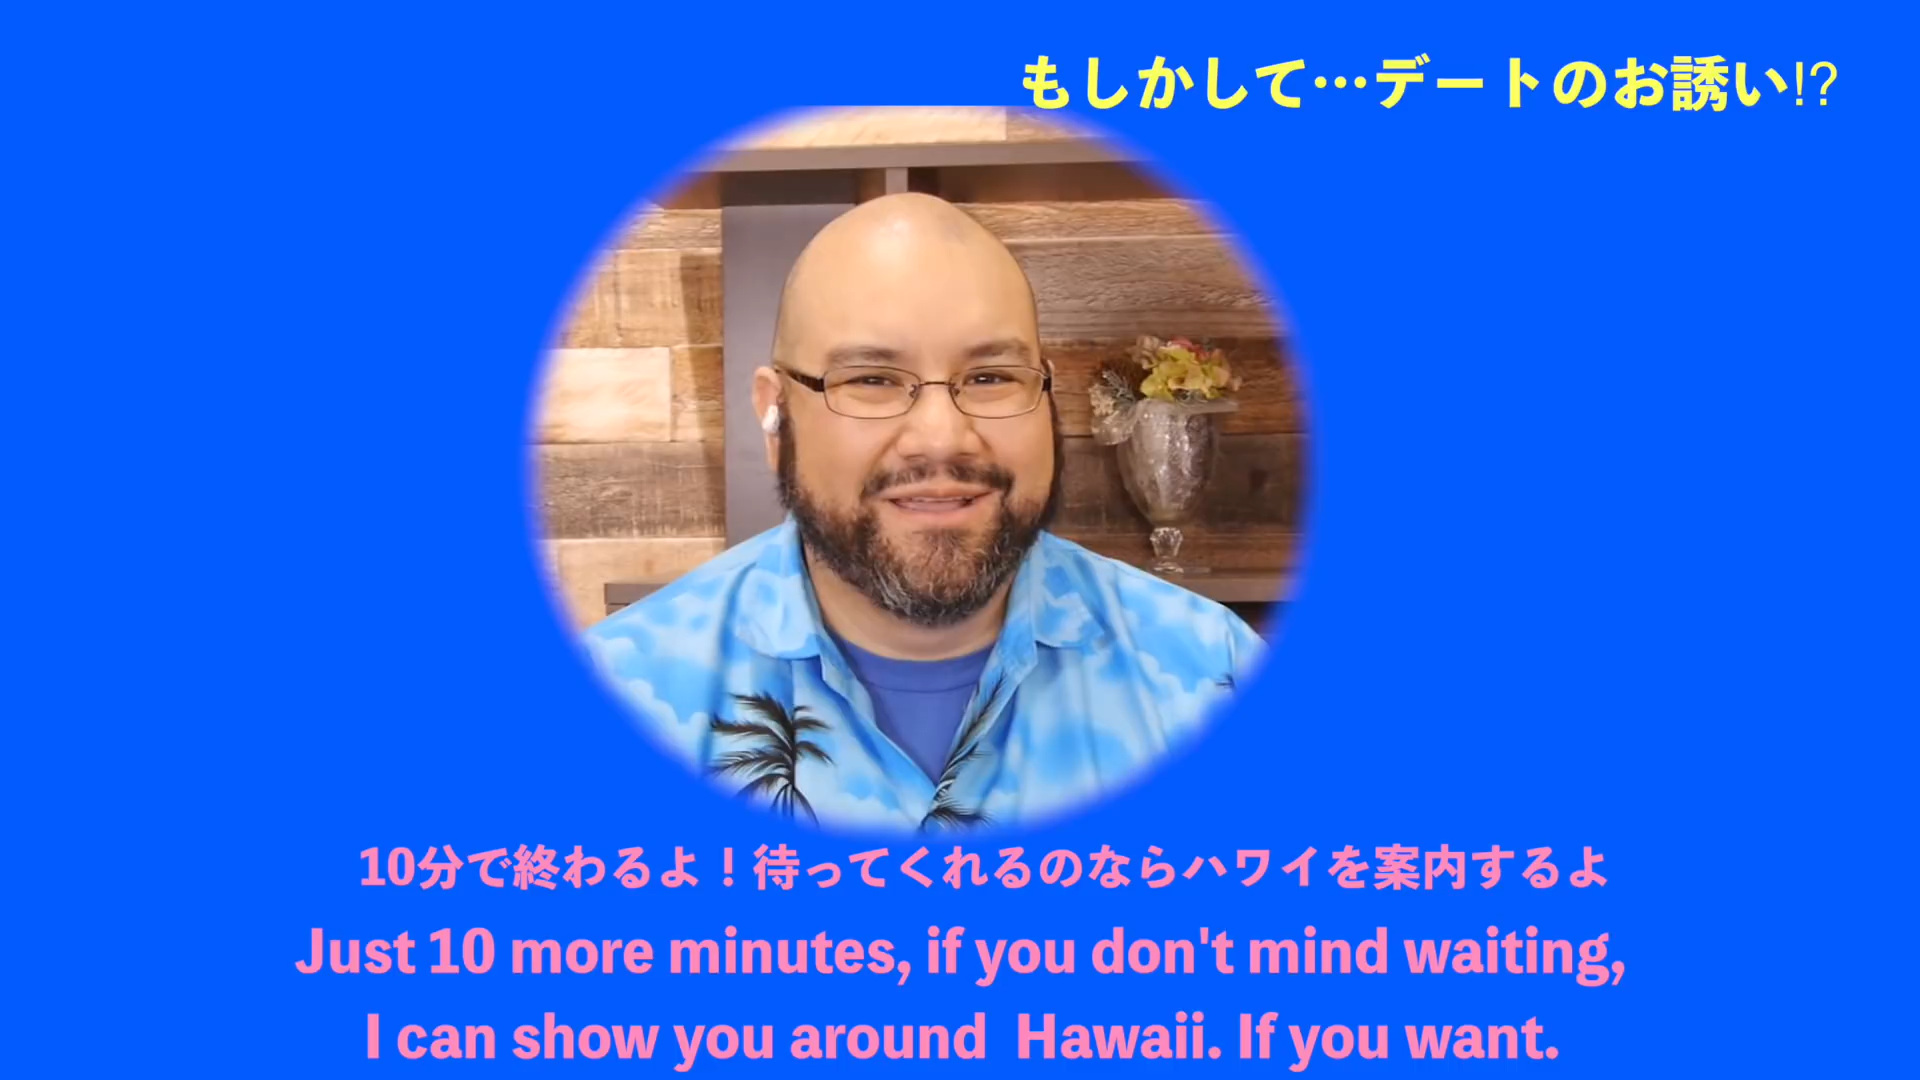 もしかして…デートのお誘い!?
10分で終わるよ！待ってくれるのならハワイを案内するよ
Just 10 more minutes, if you don't mind waiting,
I can show you around Hawaii. If you want.